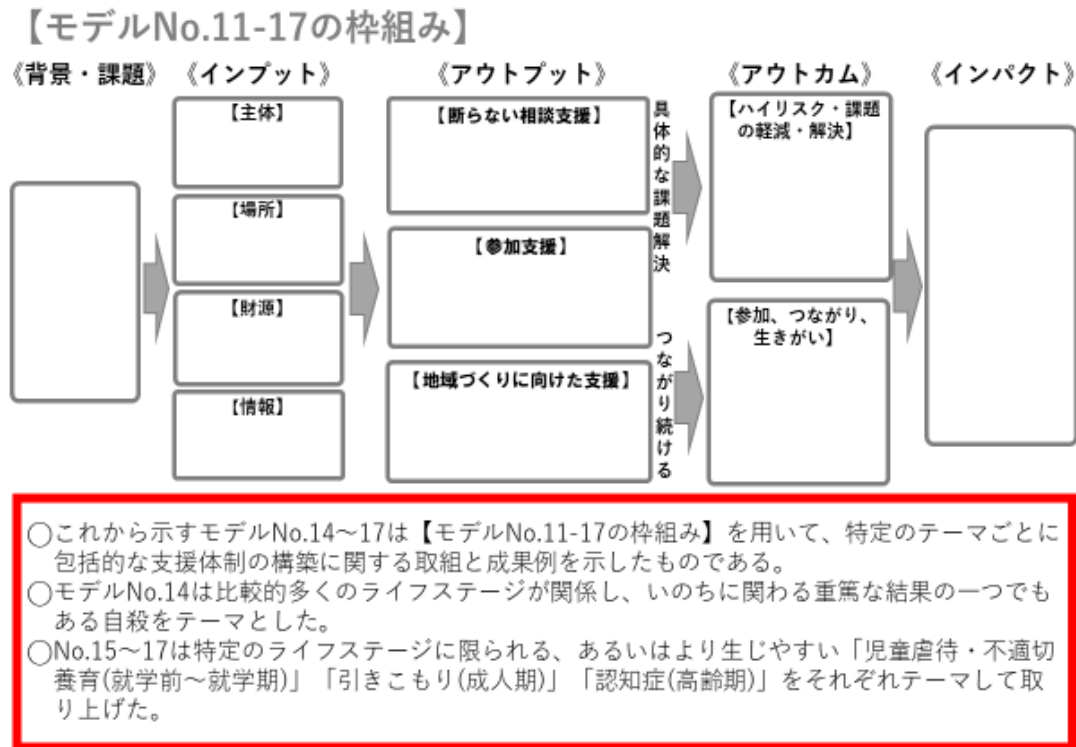 【モデルNo.11-17の枠組み】
《背景・課題》
《インプット》
《アウトプット》
《アウトカム》
《インパクト》
【主体】
【場所】
【財源】
【情報】
【断らない相談支援】
【参加支援】
【地域づくりに向けた支援】
具体的な課題解決
つながり続ける
【ハイリスク・課題
の軽減・解決】
【参加、つながり、
生きがい】
○これから示すモデルNo.14～17は【モデルNo.11-17の枠組み】を用いて、特定のテーマごとに
包括的な支援体制の構築に関する取組と成果例を示したものである。
○モデルNo.14は比較的多くのライフステージが関係し、いのちに関わる重篤な結果の一つでも
ある自殺をテーマとした。
○No.15～17は特定のライフステージに限られる、あるいはより生じやすい「児童虐待・不適切
養育(就学前～就学期)」「引きこもり(成人期)」「認知症(高齢期)」をそれぞれテーマして取
り上げた。